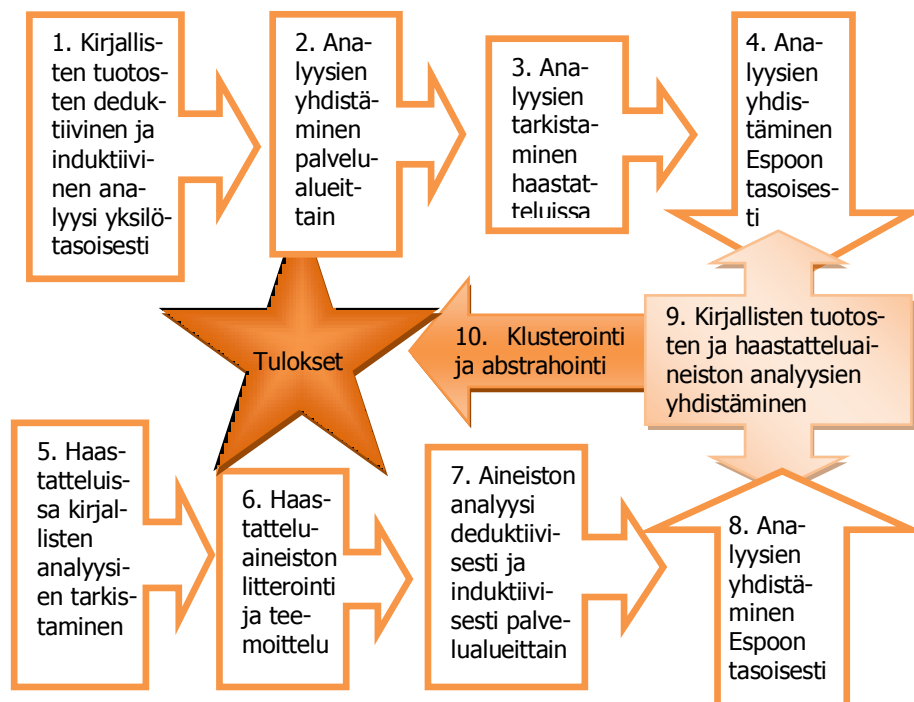 1. Kirjallis-
ten tuotos-
ten deduk-
tiivinen ja
induktiivi-
nen ana-
lyysi yksilö-
tasoisesti
2. Ana-
lyysien
yhdistä-
minen
palvelu-
alueit-
tain
3. Ana-
lyysien
tarkista-
minen
haastat-
teluissa
4. Ana-
lyysien
yhdis-
täminen
Espoon
tasoises-
ti
Tulokset
10. Klusterointi
ja abstrahointi
9. Kirjallisten tuotos-
ten ja haastatteluai-
neiston analyysien
yhdistäminen
5. Haas-
tatteluis-
sa kirjal-
listen
analyysi-
en tarkis-
taminen
6. Haas-
tattelu-
aineiston
litterointi
ja tee-
moittelu
7. Aineiston
analyysi
deduktiivi-
sesti ja
induktiivi-
sesti palve-
lualueittain
8. Ana-
lyysien
yhdistä-
minen
Espoon
tasoisesti